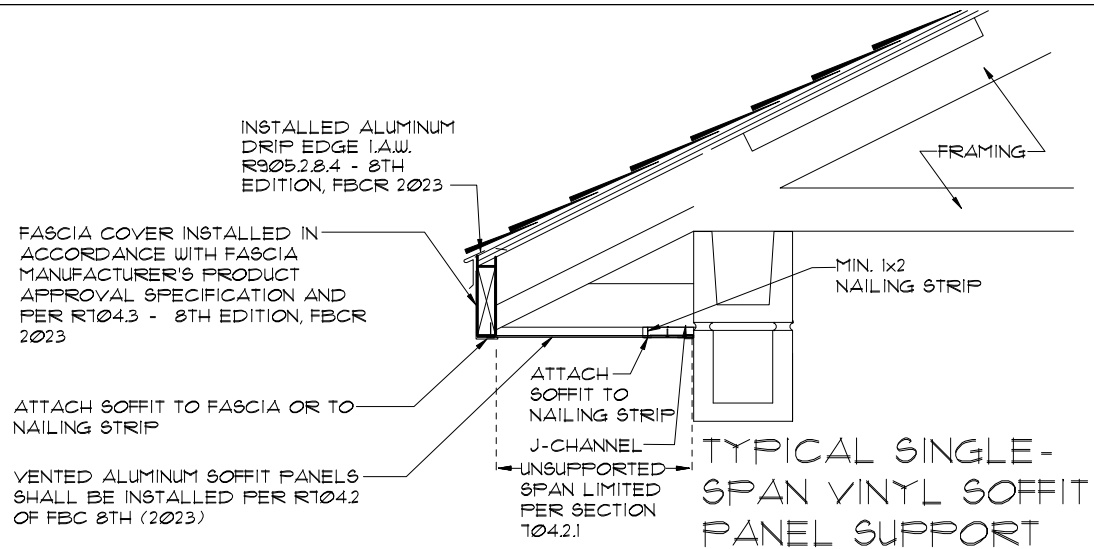 INSTALLED ALUMINUM
DRIP EDGE I.A.W.
R905.2.8.4 - 8TH
EDITION, FBCR 2023
FRAMING
FASCIA COVER INSTALLED IN
ACCORDANCE WITH FASCIA
MANUFACTURER'S PRODUCT
APPROVAL SPECIFICATION AND
PER R704.3 - 8TH EDITION, FBCR
2023
MIN. 1x2
NAILING STRIP
ATTACH
SOFFIT TO
NAILING STRIP
ATTACH SOFFIT TO FASCIA OR TO
NAILING STRIP
J-CHANNEL
UNSUPPORTED
SPAN LIMITED
PER SECTION
704.2.1
VENTED ALUMINUM SOFFIT PANELS
SHALL BE INSTALLED PER R704.2
OF FBC 8TH (2023)
TYPICAL SINGLE-
SPAN VINYL SOFFIT
PANEL SUPPORT